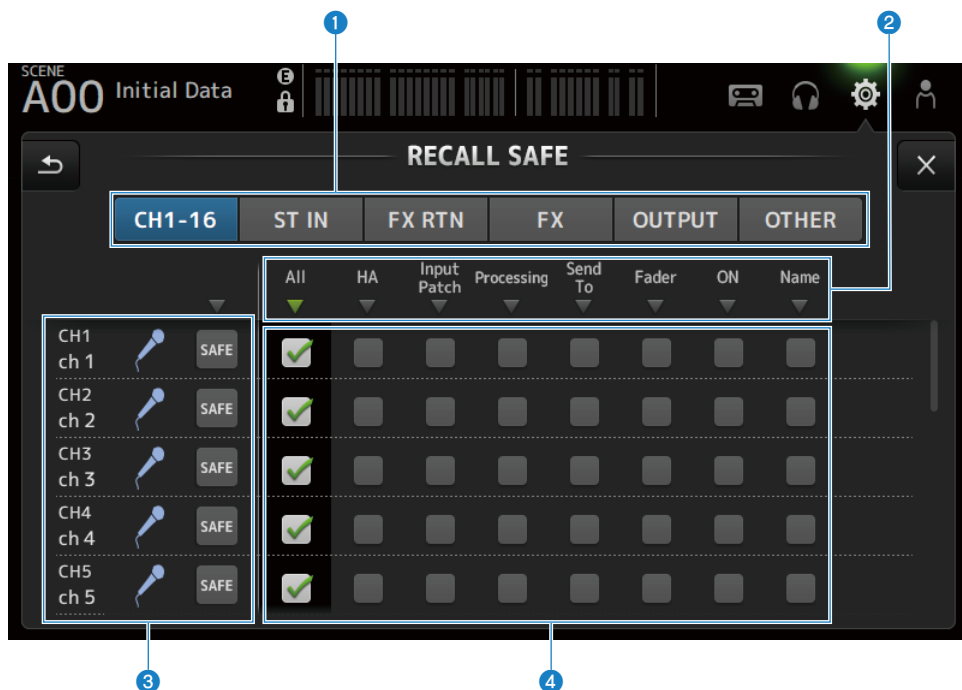 1 2
SCENE
A00 Initial Data E
RECALL SAFE
CH1-16 ST IN FX RTN FX OUTPUT OTHER
All HA Input Patch Processing Send To Fader ON Name
CH1
ch 1 SAFE
CH2
ch 2 SAFE
CH3
ch 3 SAFE
CH4
ch 4 SAFE
CH5
ch 5 SAFE
3 4